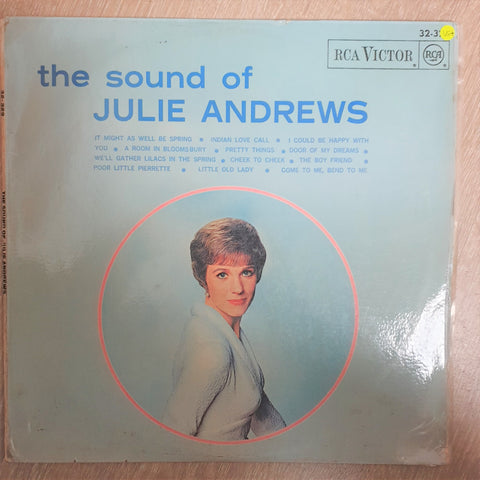 32-32
RCA VICTOR
RCA
the sound of
JULIE ANDREWS
IT MIGHT AS WELL BE SPRING • INDIAN LOVE CALL • I COULD BE HAPPY WITH
YOU • A ROOM IN BLOOMSBURY • PRETTY THINGS • DOOR OF MY DREAMS •
WE'LL GATHER LILACS IN THE SPRING • CHEEK TO CHEEK • THE BOY FRIEND •
POOR LITTLE PIERRETTE • LITTLE OLD LADY • COME TO ME, BEND TO ME
THE SOUND OF JULIE ANDREWS